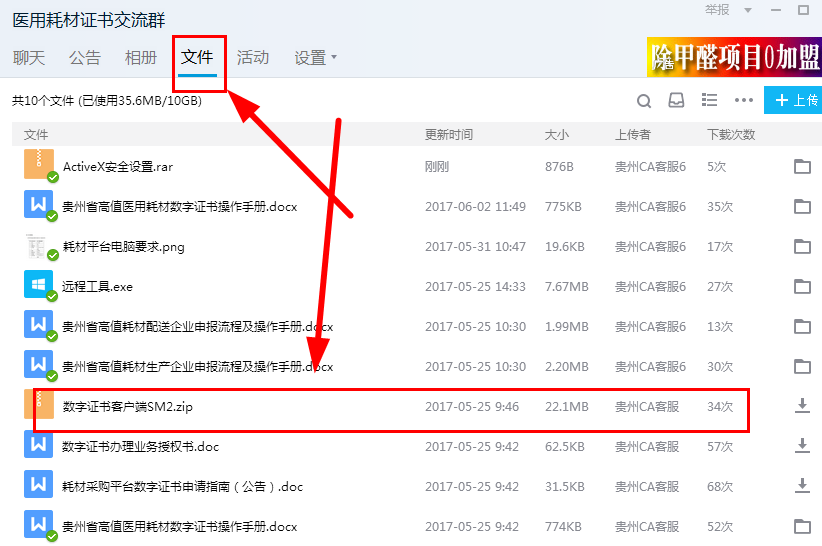 医用耗材证书交流群
举报
聊天 公告 相册 文件 活动 设置
除甲醛项目0加盟
共10个文件 (已使用35.6MB/10GB)
上传
文件 更新时间 大小 上传者 下载次数
ActiveX安全设置.rar 刚刚 876B 贵州CA客服6 5次
贵州省高值医用耗材数字证书操作手册.docx 2017-06-02 11:49 775KB 贵州CA客服6 35次
耗材平台电脑要求.png 2017-05-31 10:47 19.6KB 贵州CA客服6 17次
远程工具.exe 2017-05-25 14:33 7.67MB 贵州CA客服6 27次
贵州省高值耗材配送企业申报流程及操作手册.docx 2017-05-25 10:30 1.99MB 贵州CA客服6 13次
贵州省高值耗材生产企业申报流程及操作手册.docx 2017-05-25 10:30 2.20MB 贵州CA客服6 30次
数字证书客户端SM2.zip 2017-05-25 9:46 22.1MB 贵州CA客服 34次
数字证书办理业务授权书.doc 2017-05-25 9:42 62.5KB 贵州CA客服 57次
耗材采购平台数字证书申请指南（公告）.doc 2017-05-25 9:42 31.5KB 贵州CA客服 68次
贵州省高值医用耗材数字证书操作手册.docx 2017-05-25 9:42 774KB 贵州CA客服 52次